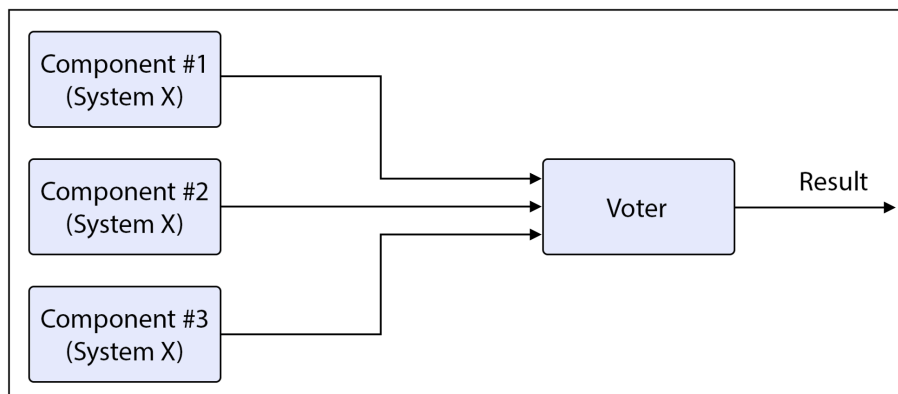 Component #1
(System X)
Component #2
(System X)
Component #3
(System X)
Voter
Result